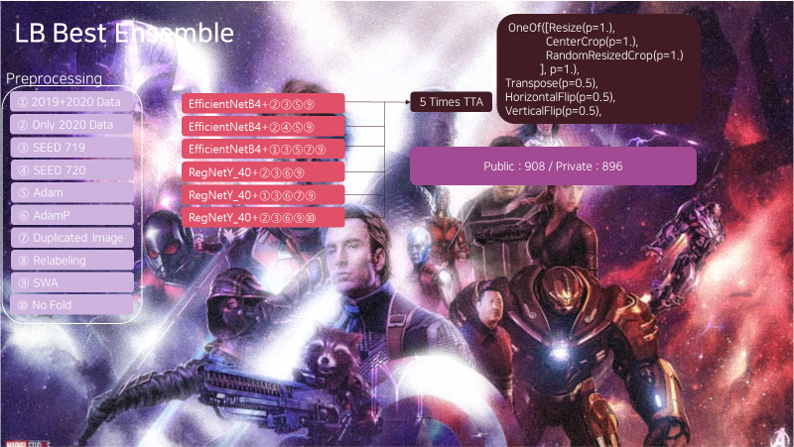 LB Best Ensemble
Preprocessing
① 2019+2020 Data
② Only 2020 Data
③ SEED 719
④ SEED 720
⑤ Adam
⑥ AdamP
⑦ Duplicated Image
⑧ Relabeling
⑨ SWA
⑩ No Fold
EfficientNetB4+②③⑤⑨
EfficientNetB4+②④⑤⑨
EfficientNetB4+①③⑤⑦⑨
RegNetY_40+②③⑥⑨
RegNetY_40+①③⑥⑦⑨
RegNetY_40+②③⑥⑨⑩
5 Times TTA
OneOf([Resize(p=1.),
CenterCrop(p=1.),
RandomResizedCrop(p=1.)
], p=1.),
Transpose(p=0.5),
HorizontalFlip(p=0.5),
VerticalFlip(p=0.5),
Public : 908 / Private : 896
MARVEL STUDIOS